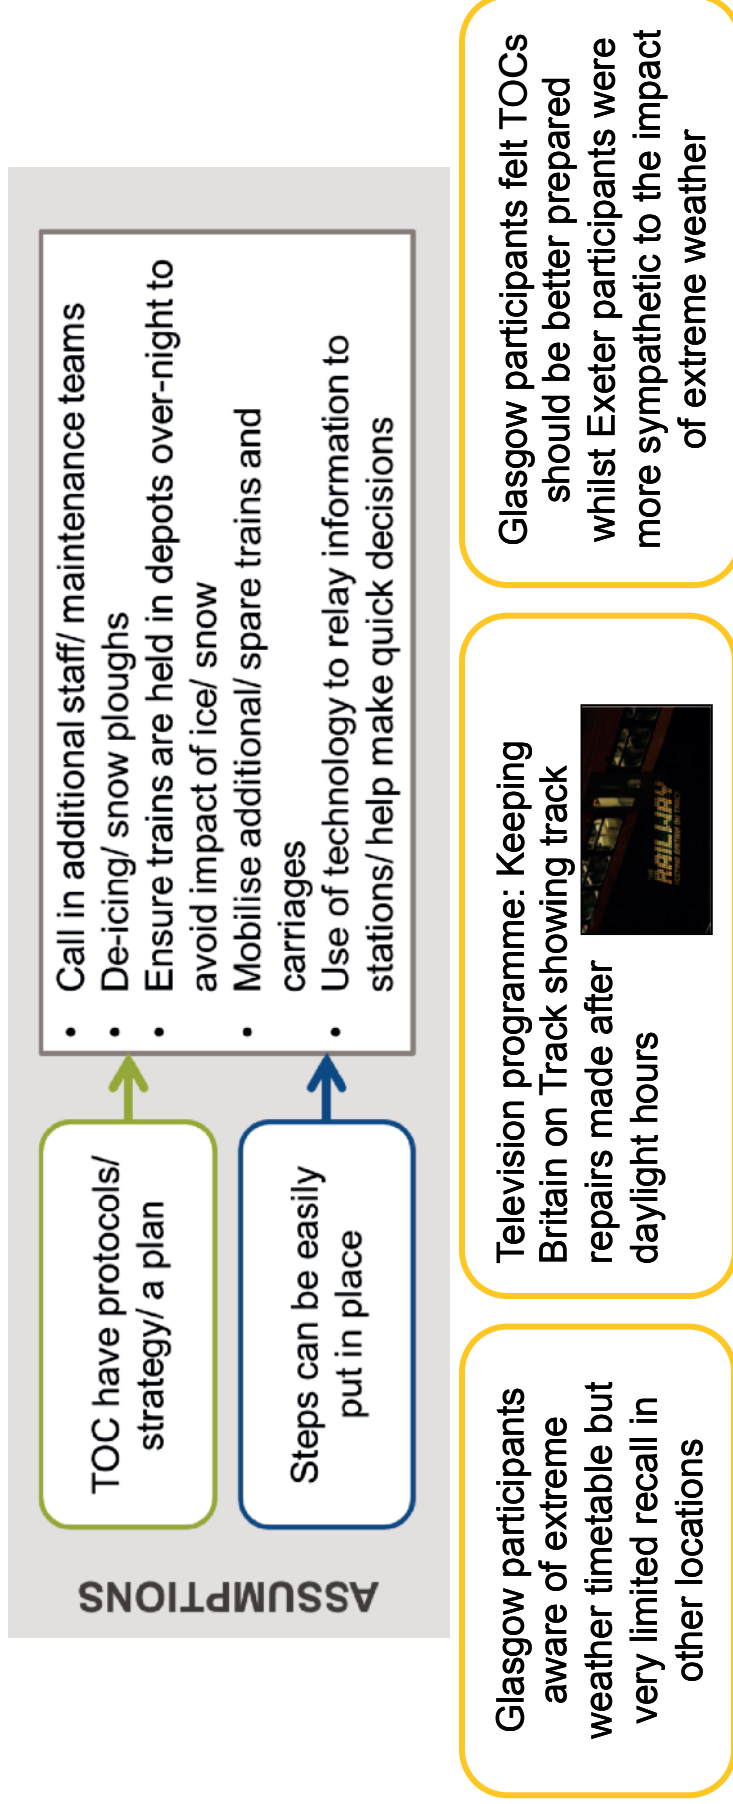 ASSUMPTIONS
TOC have protocols/
strategy/ a plan
Steps can be easily
put in place
• Call in additional staff/ maintenance teams
• De-icing/ snow ploughs
• Ensure trains are held in depots over-night to
avoid impact of ice/ snow
• Mobilise additional/ spare trains and
carriages
• Use of technology to relay information to
stations/ help make quick decisions
Glasgow participants
aware of extreme
weather timetable but
very limited recall in
other locations
Television programme: Keeping
Britain on Track showing track
repairs made after
daylight hours
THE
RAILWAY
KEEPING BRITAIN ON TRACK
Glasgow participants felt TOCs
should be better prepared
whilst Exeter participants were
more sympathetic to the impact
of extreme weather